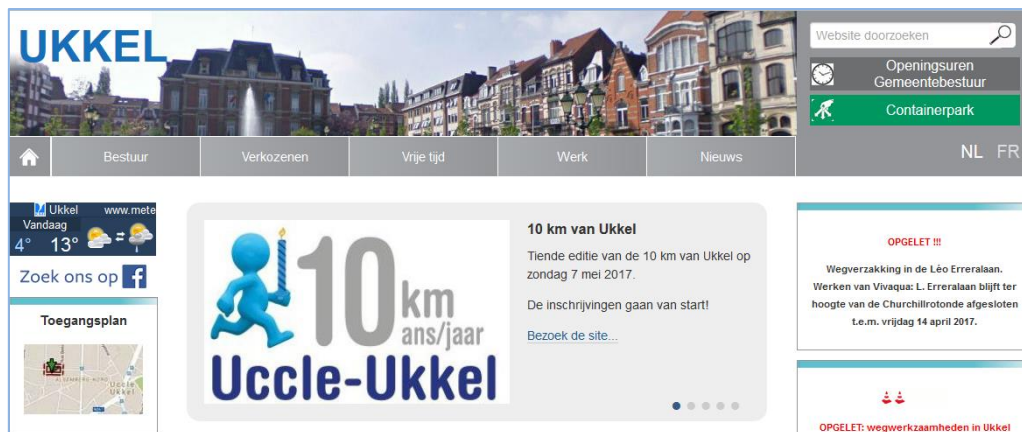 UKKEL
Website doorzoeken
Openingsuren
Gemeentebestuur
Containerpark
Bestuur
Verkozenen
Vrije tijd
Werk
Nieuws
NL FR
Ukkel www.mete
Vandaag
4° 13°
Zoek ons op f
Toegangsplan
Uccle
Ukkel
10
km
ans/jaar
Uccle-Ukkel
10 km van Ukkel
Tiende editie van de 10 km van Ukkel op
zondag 7 mei 2017.
De inschrijvingen gaan van start!
Bezoek de site...
OPGELET !!!
Wegverzakking in de Léo Erreralaan.
Werken van Vivaqua: L. Erreralaan blijft ter
hoogte van de Churchillrotonde afgesloten
t.e.m. vrijdag 14 april 2017.
OPGELET: wegwerkzaamheden in Ukkel